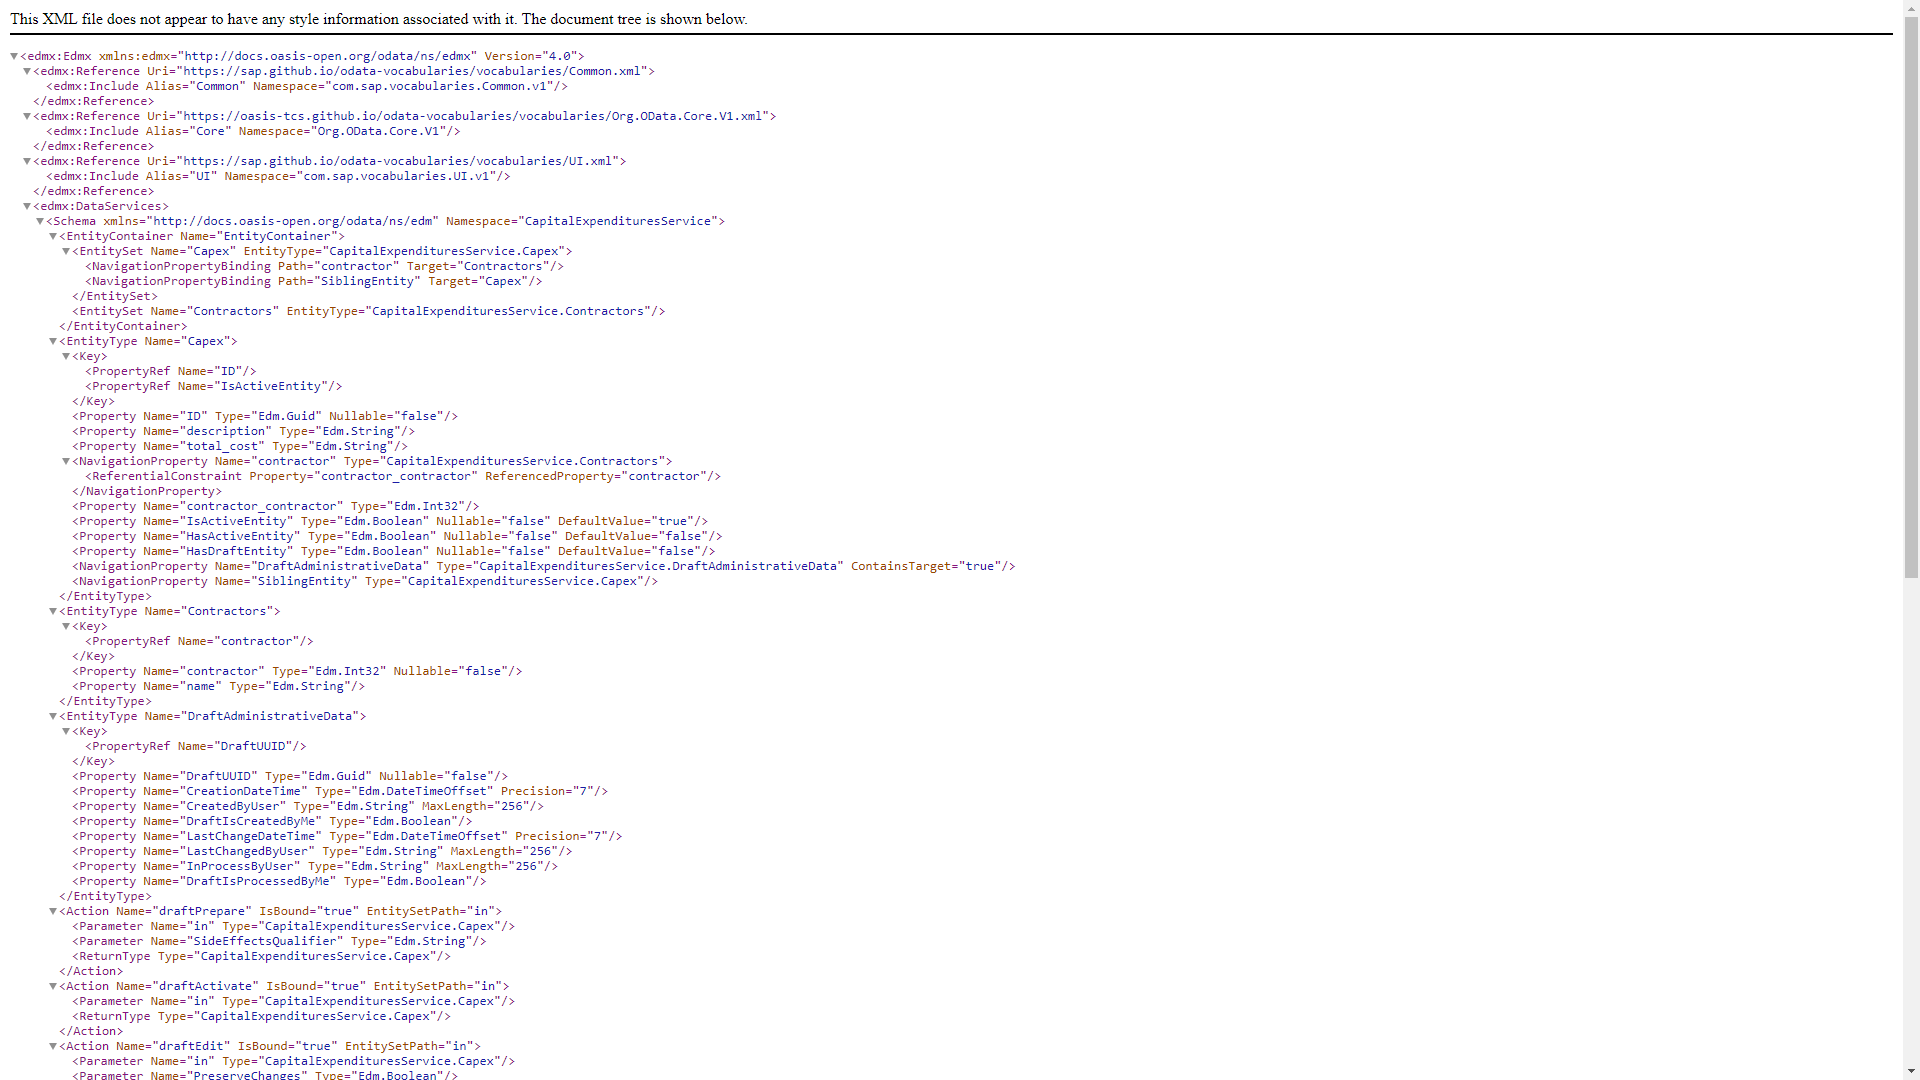 This XML file does not appear to have any style information associated with it. The document tree is shown below.
▼<edmx:Edmx xmlns:edmx="http://docs.oasis-open.org/odata/ns/edmx" Version="4.0">
▼<edmx:Reference Uri="https://sap.github.io/odata-vocabularies/vocabularies/Common.xml">
<edmx:Include Alias="Common" Namespace="com.sap.vocabularies.Common.v1"/>
</edmx:Reference>
▼<edmx:Reference Uri="https://oasis-tcs.github.io/odata-vocabularies/vocabularies/Org.OData.Core.V1.xml">
<edmx:Include Alias="Core" Namespace="Org.OData.Core.V1"/>
</edmx:Reference>
▼<edmx:Reference Uri="https://sap.github.io/odata-vocabularies/vocabularies/UI.xml">
<edmx:Include Alias="UI" Namespace="com.sap.vocabularies.UI.v1"/>
</edmx:Reference>
▼<edmx:DataServices>
▼<Schema xmlns="http://docs.oasis-open.org/odata/ns/edm" Namespace="CapitalExpendituresService">
▼<EntityContainer Name="EntityContainer">
▼<EntitySet Name="Capex" EntityType="CapitalExpendituresService.Capex">
<NavigationPropertyBinding Path="contractor" Target="Contractors"/>
<NavigationPropertyBinding Path="SiblingEntity" Target="Capex"/>
</EntitySet>
<EntitySet Name="Contractors" EntityType="CapitalExpendituresService.Contractors"/>
</EntityContainer>
▼<EntityType Name="Capex">
▼<Key>
<PropertyRef Name="ID"/>
<PropertyRef Name="IsActiveEntity"/>
</Key>
<Property Name="ID" Type="Edm.Guid" Nullable="false"/>
<Property Name="description" Type="Edm.String"/>
<Property Name="total_cost" Type="Edm.String"/>
▼<NavigationProperty Name="contractor" Type="CapitalExpendituresService.Contractors">
<ReferentialConstraint Property="contractor_contractor" ReferencedProperty="contractor"/>
</NavigationProperty>
<Property Name="contractor_contractor" Type="Edm.Int32"/>
<Property Name="IsActiveEntity" Type="Edm.Boolean" Nullable="false" DefaultValue="true"/>
<Property Name="HasActiveEntity" Type="Edm.Boolean" Nullable="false" DefaultValue="false"/>
<Property Name="HasDraftEntity" Type="Edm.Boolean" Nullable="false" DefaultValue="false"/>
<NavigationProperty Name="DraftAdministrativeData" Type="CapitalExpendituresService.DraftAdministrativeData" ContainsTarget="true"/>
<NavigationProperty Name="SiblingEntity" Type="CapitalExpendituresService.Capex"/>
</EntityType>
▼<EntityType Name="Contractors">
▼<Key>
<PropertyRef Name="contractor"/>
</Key>
<Property Name="contractor" Type="Edm.Int32" Nullable="false"/>
<Property Name="name" Type="Edm.String"/>
</EntityType>
▼<EntityType Name="DraftAdministrativeData">
▼<Key>
<PropertyRef Name="DraftUUID"/>
</Key>
<Property Name="DraftUUID" Type="Edm.Guid" Nullable="false"/>
<Property Name="CreationDateTime" Type="Edm.DateTimeOffset" Precision="7"/>
<Property Name="CreatedByUser" Type="Edm.String" MaxLength="256"/>
<Property Name="DraftIsCreatedByMe" Type="Edm.Boolean"/>
<Property Name="LastChangeDateTime" Type="Edm.DateTimeOffset" Precision="7"/>
<Property Name="LastChangedByUser" Type="Edm.String" MaxLength="256"/>
<Property Name="InProcessByUser" Type="Edm.String" MaxLength="256"/>
<Property Name="DraftIsProcessedByMe" Type="Edm.Boolean"/>
</EntityType>
▼<Action Name="draftPrepare" IsBound="true" EntitySetPath="in">
<Parameter Name="in" Type="CapitalExpendituresService.Capex"/>
<Parameter Name="SideEffectsQualifier" Type="Edm.String"/>
<ReturnType Type="CapitalExpendituresService.Capex"/>
</Action>
▼<Action Name="draftActivate" IsBound="true" EntitySetPath="in">
<Parameter Name="in" Type="CapitalExpendituresService.Capex"/>
<ReturnType Type="CapitalExpendituresService.Capex"/>
</Action>
▼<Action Name="draftEdit" IsBound="true" EntitySetPath="in">
<Parameter Name="in" Type="CapitalExpendituresService.Capex"/>
<Parameter Name="PreserveChanges" Type="Edm.Boolean"/>